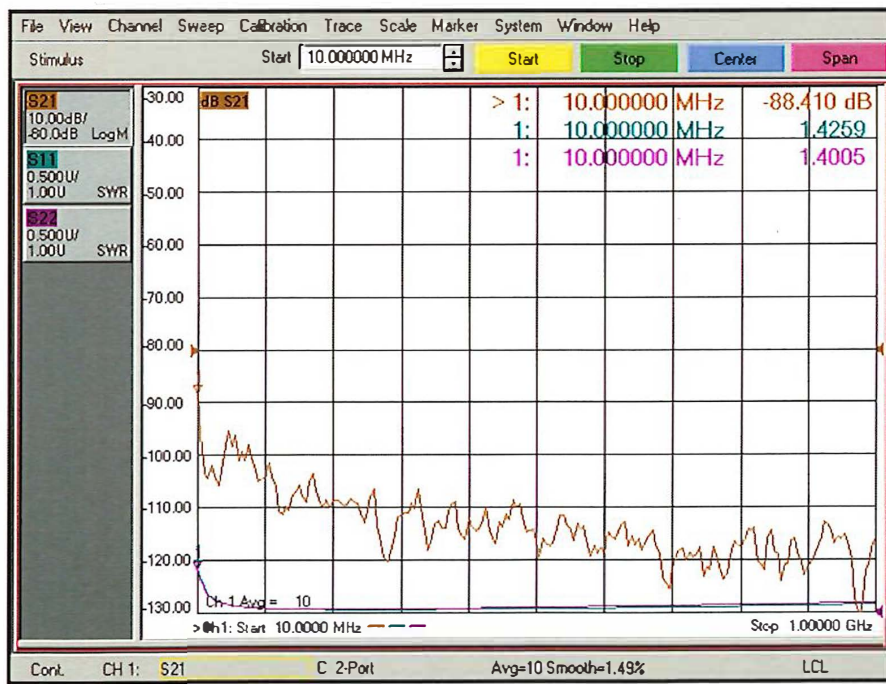 File View Channel Sweep Calibration Trace Scale Marker System Window Help
Stimulus Start 10.000000 MHz Start Stop Center Span
S21
10.00dB/
-80.0dB LogM
S11
0.500U/
1.00U SWR
S22
0.500U/
1.00U SWR
-30.00
-40.00
-50.00
-60.00
-70.00
-80.00
-90.00
-100.00
-110.00
-120.00
-130.00
dB S21
> 1: 10.000000 MHz -88.410 dB
1: 10.000000 MHz 1.4259
1: 10.000000 MHz 1.4005
Ch 1 Avg = 10
>Ch1: Start 10.0000 MHz Stop 1.00000 GHz
Cont. CH 1: S21 C 2-Port Avg=10 Smooth=1.49% LCL